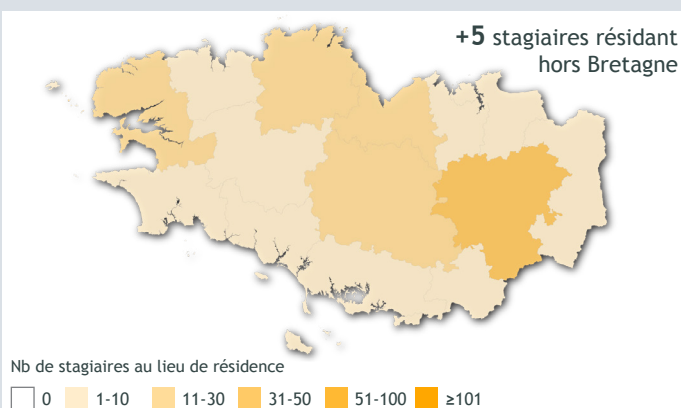 +5 stagiaires résidant
hors Bretagne
Nb de stagiaires au lieu de résidence
0 1-10 11-30 31-50 51-100 ≥101